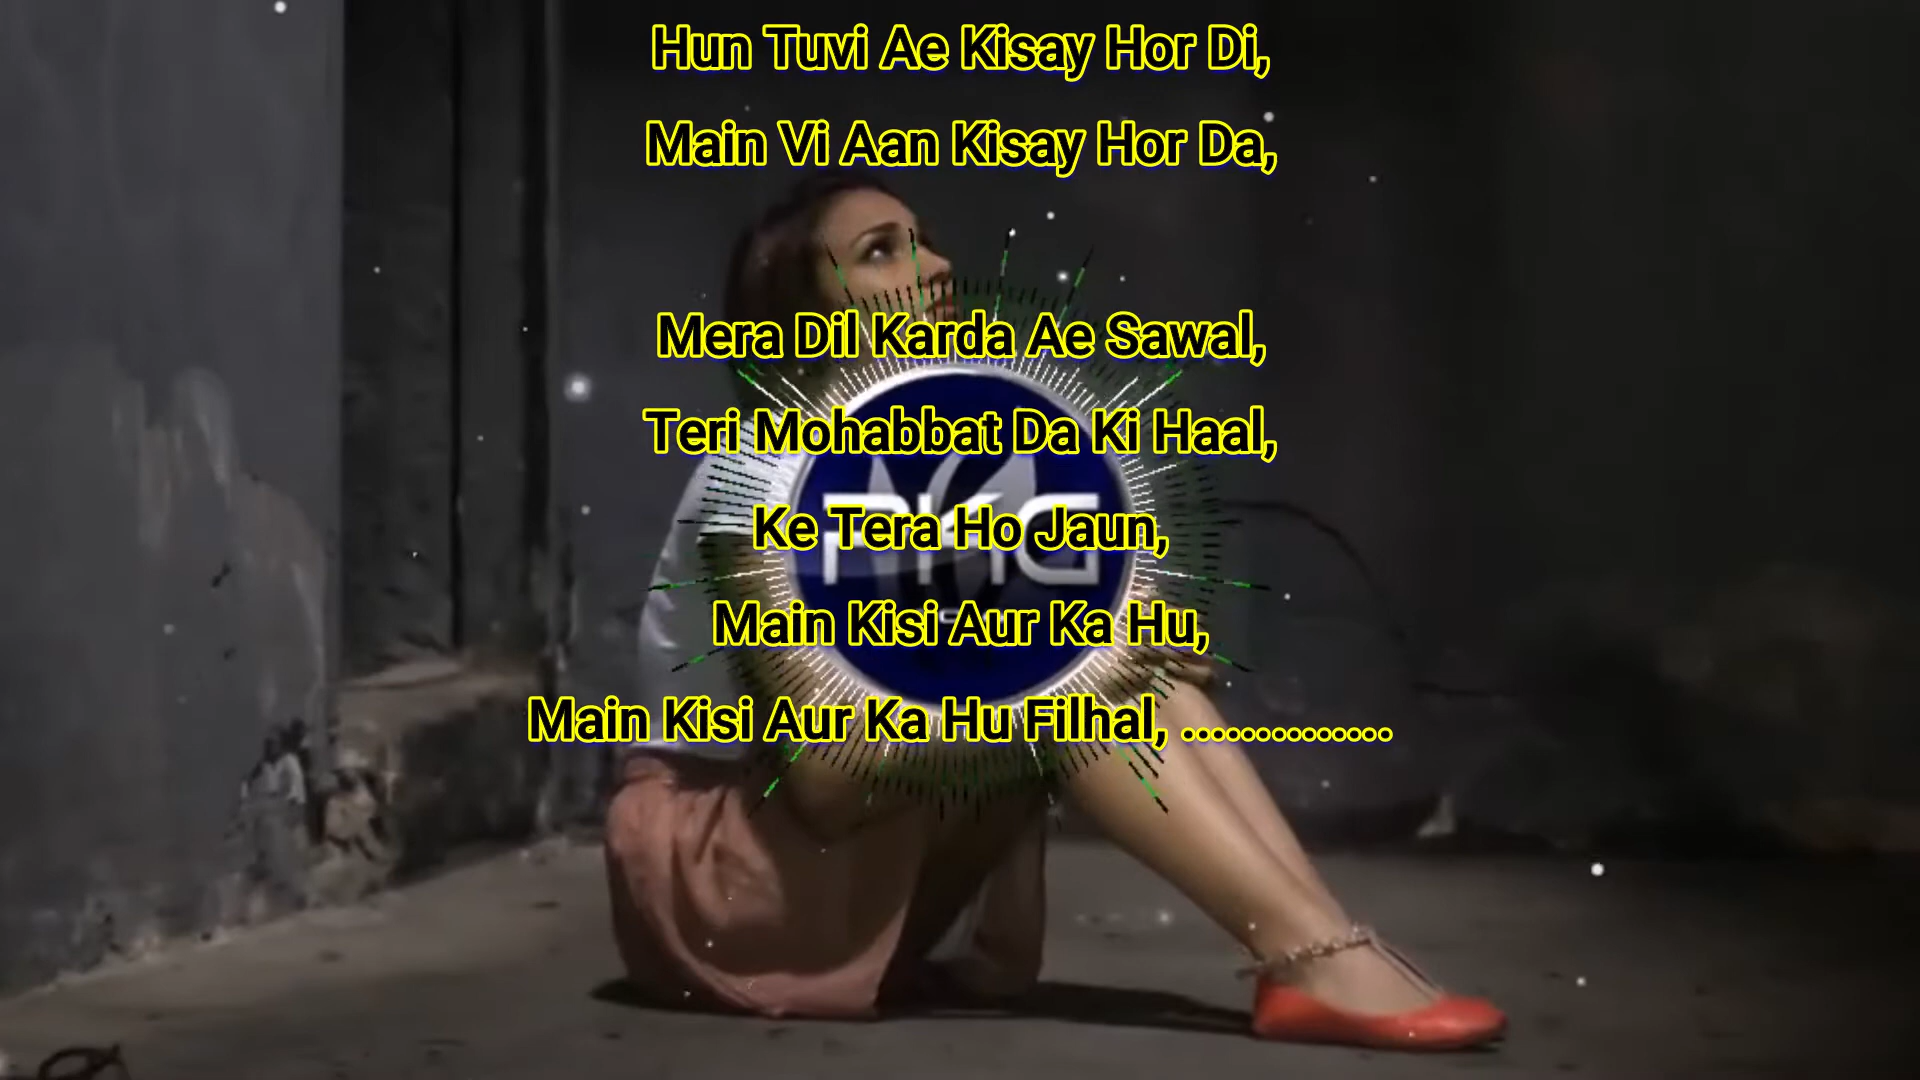 Hun Tuvi Ae Kisay Hor Di,
Main Vi Aan Kisay Hor Da,
Mera Dil Karda Ae Sawal,
Teri Mohabbat Da Ki Haal,
Ke Tera Ho Jaun,
RKG
Main Kisi Aur Ka Hu,
Main Kisi Aur Ka Hu Filhal, ..............